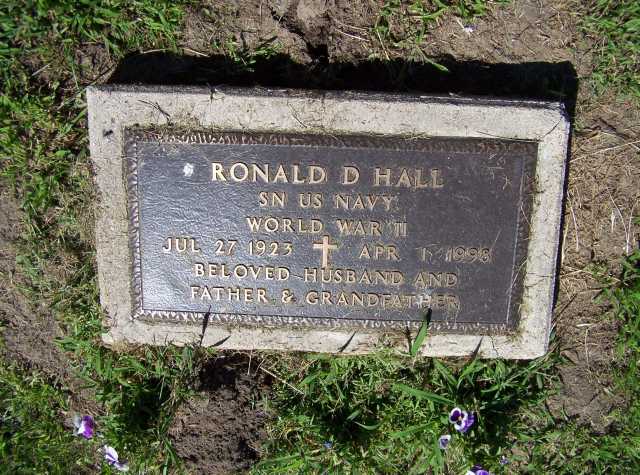 RONALD D HALL
SN US NAVY
WORLD WAR II
JUL 27 1923 APR 1 1998
BELOVED HUSBAND AND
FATHER & GRANDFATHER